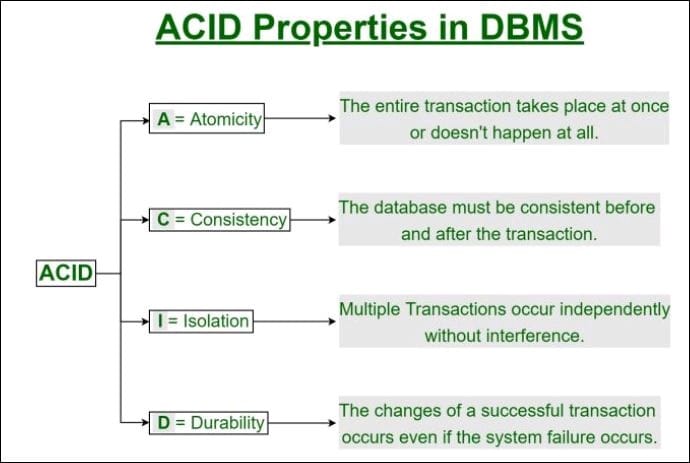 ACID Properties in DBMS
A = Atomicity
The entire transaction takes place at once
or doesn't happen at all.
C = Consistency
The database must be consistent before
and after the transaction.
ACID
I = Isolation
Multiple Transactions occur independently
without interference.
D = Durability
The changes of a successful transaction
occurs even if the system failure occurs.